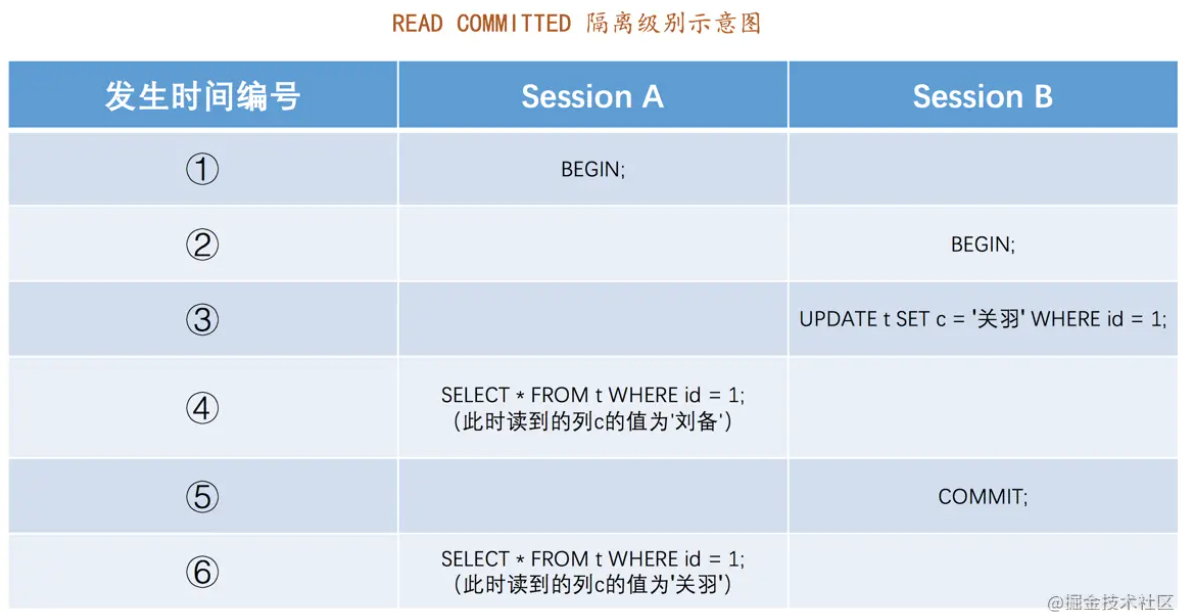 READ COMMITTED 隔离级别示意图
发生时间编号 Session A Session B
① BEGIN;
② BEGIN;
③ UPDATE t SET c = '关羽' WHERE id = 1;
④ SELECT * FROM t WHERE id = 1;
（此时读到的列c的值为'刘备'）
⑤ COMMIT;
⑥ SELECT * FROM t WHERE id = 1;
（此时读到的列c的值为'关羽'）
@掘金技术社区